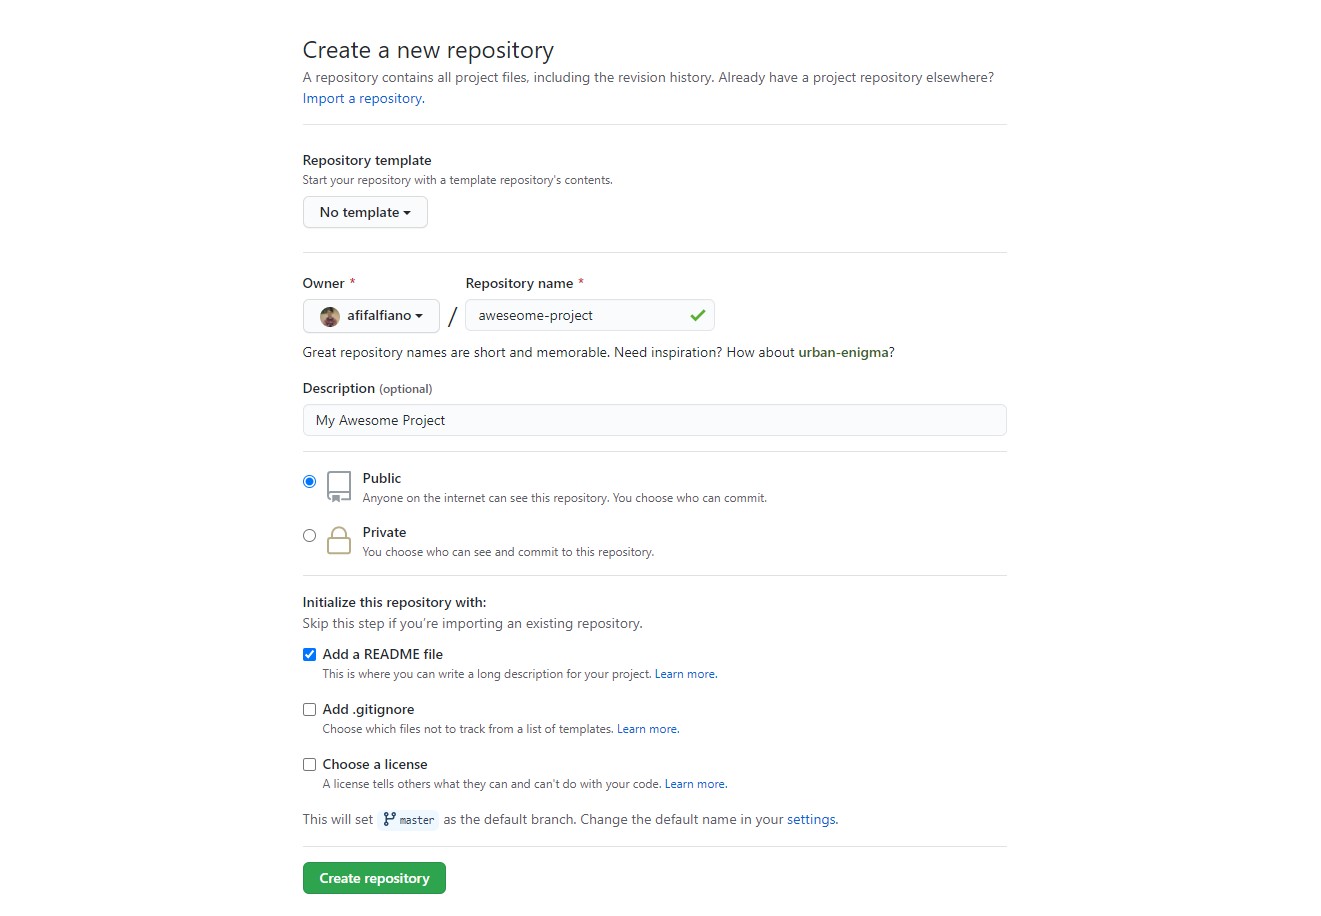 Create a new repository
A repository contains all project files, including the revision history. Already have a project repository elsewhere?
Import a repository.
Repository template
Start your repository with a template repository's contents.
No template
Owner * Repository name *
afifalfiano / aweseome-project
Great repository names are short and memorable. Need inspiration? How about urban-enigma?
Description (optional)
My Awesome Project
Public
Anyone on the internet can see this repository. You choose who can commit.
Private
You choose who can see and commit to this repository.
Initialize this repository with:
Skip this step if you're importing an existing repository.
Add a README file
This is where you can write a long description for your project. Learn more.
Add .gitignore
Choose which files not to track from a list of templates. Learn more.
Choose a license
A license tells others what they can and can't do with your code. Learn more.
This will set master as the default branch. Change the default name in your settings.
Create repository